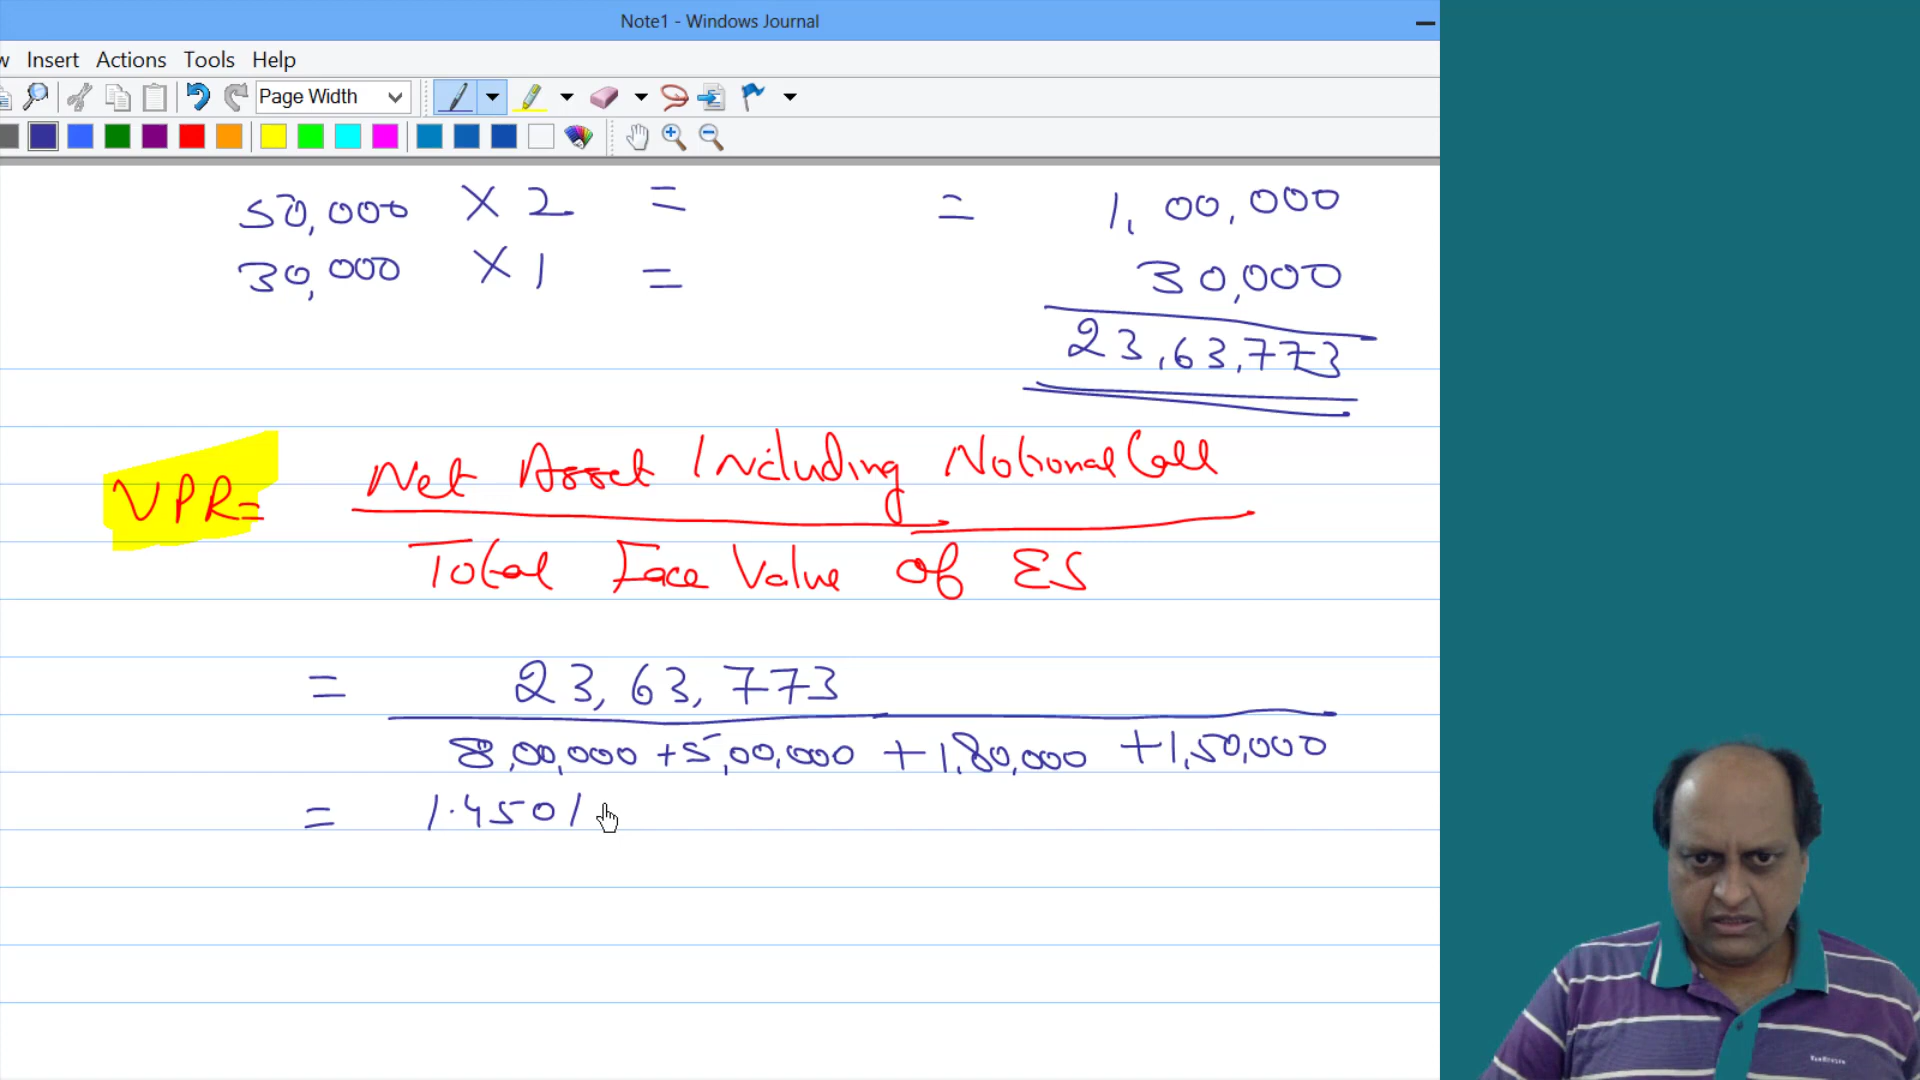 Note1 - Windows Journal
Insert Actions Tools Help
Page Width
50,000 X 2 = = 1,00,000
30,000 X 1 = 30,000
23,63,773
VPR= Net Asset Including Notional Call
Total Face Value of ES
= 23,63,773
8,00,000 +5,00,000 +1,80,000 +1,50,000
= 1.4501